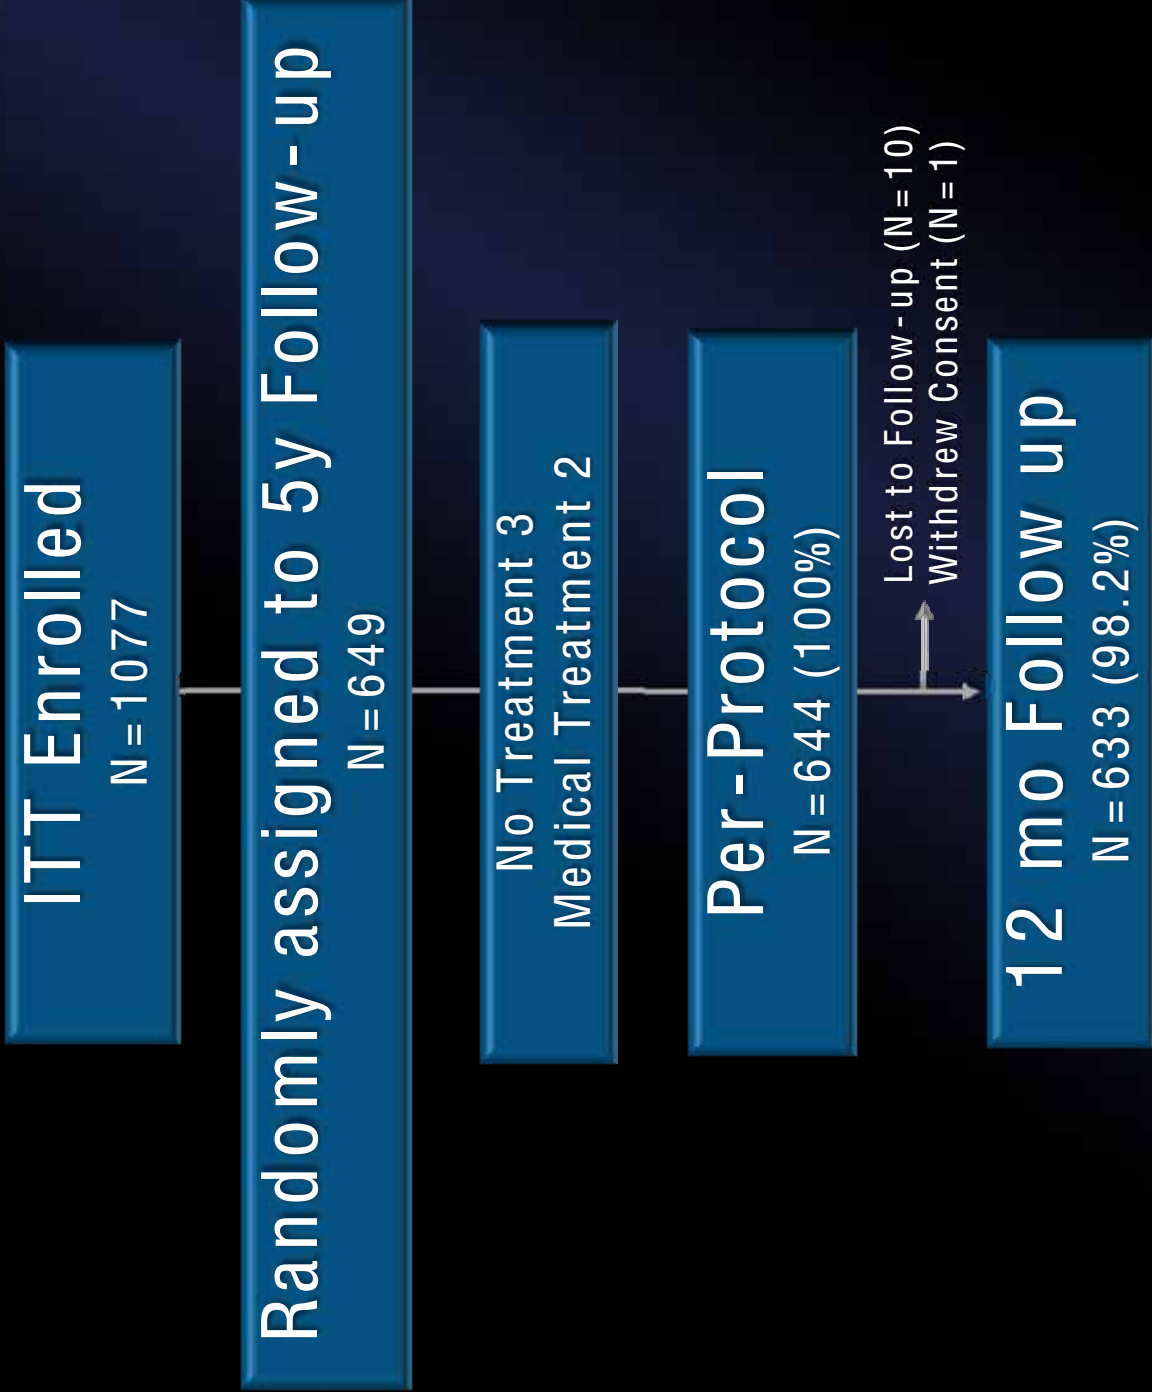 ITT Enrolled
N=1077
Randomly assigned to 5y Follow-up
N=649
No Treatment 3
Medical Treatment 2
Per-Protocol
N=644 (100%)
Lost to Follow-up (N=10)
Withdrew Consent (N=1)
12 mo Follow up
N=633 (98.2%)